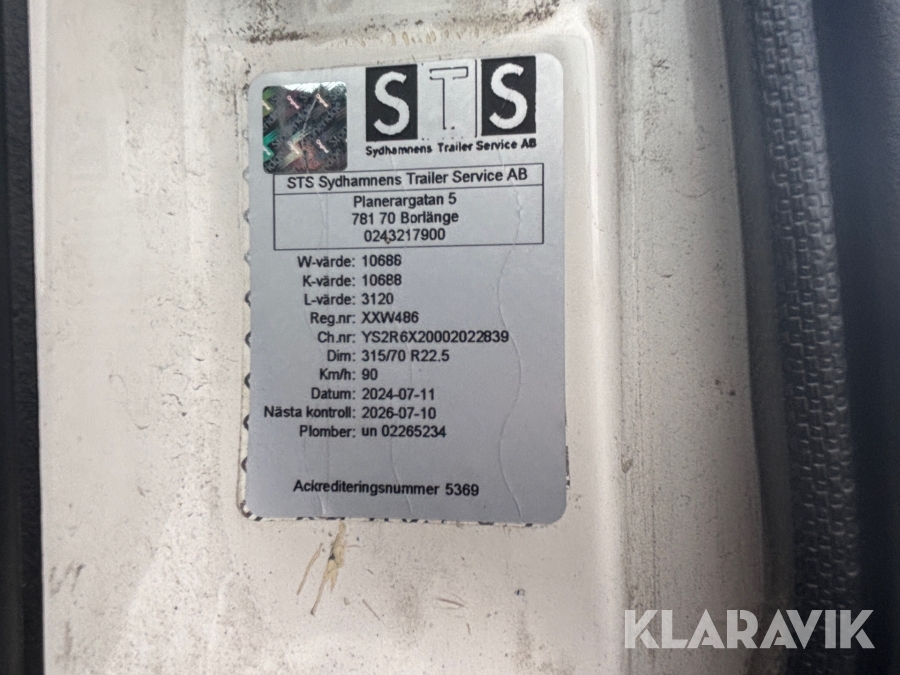 STS
Sydhamnens Trailer Service AB
STS Sydhamnens Trailer Service AB
Planerargatan 5
781 70 Borlänge
0243217900
W-värde: 10688
K-värde: 10688
L-värde: 3120
Reg.nr: XXW486
Ch.nr: YS2R6X20002022839
Dim: 315/70 R22.5
Km/h: 90
Datum: 2024-07-11
Nästa kontroll: 2026-07-10
Plomber: un 02265234
Ackrediteringsnummer 5369
KLARAVIK